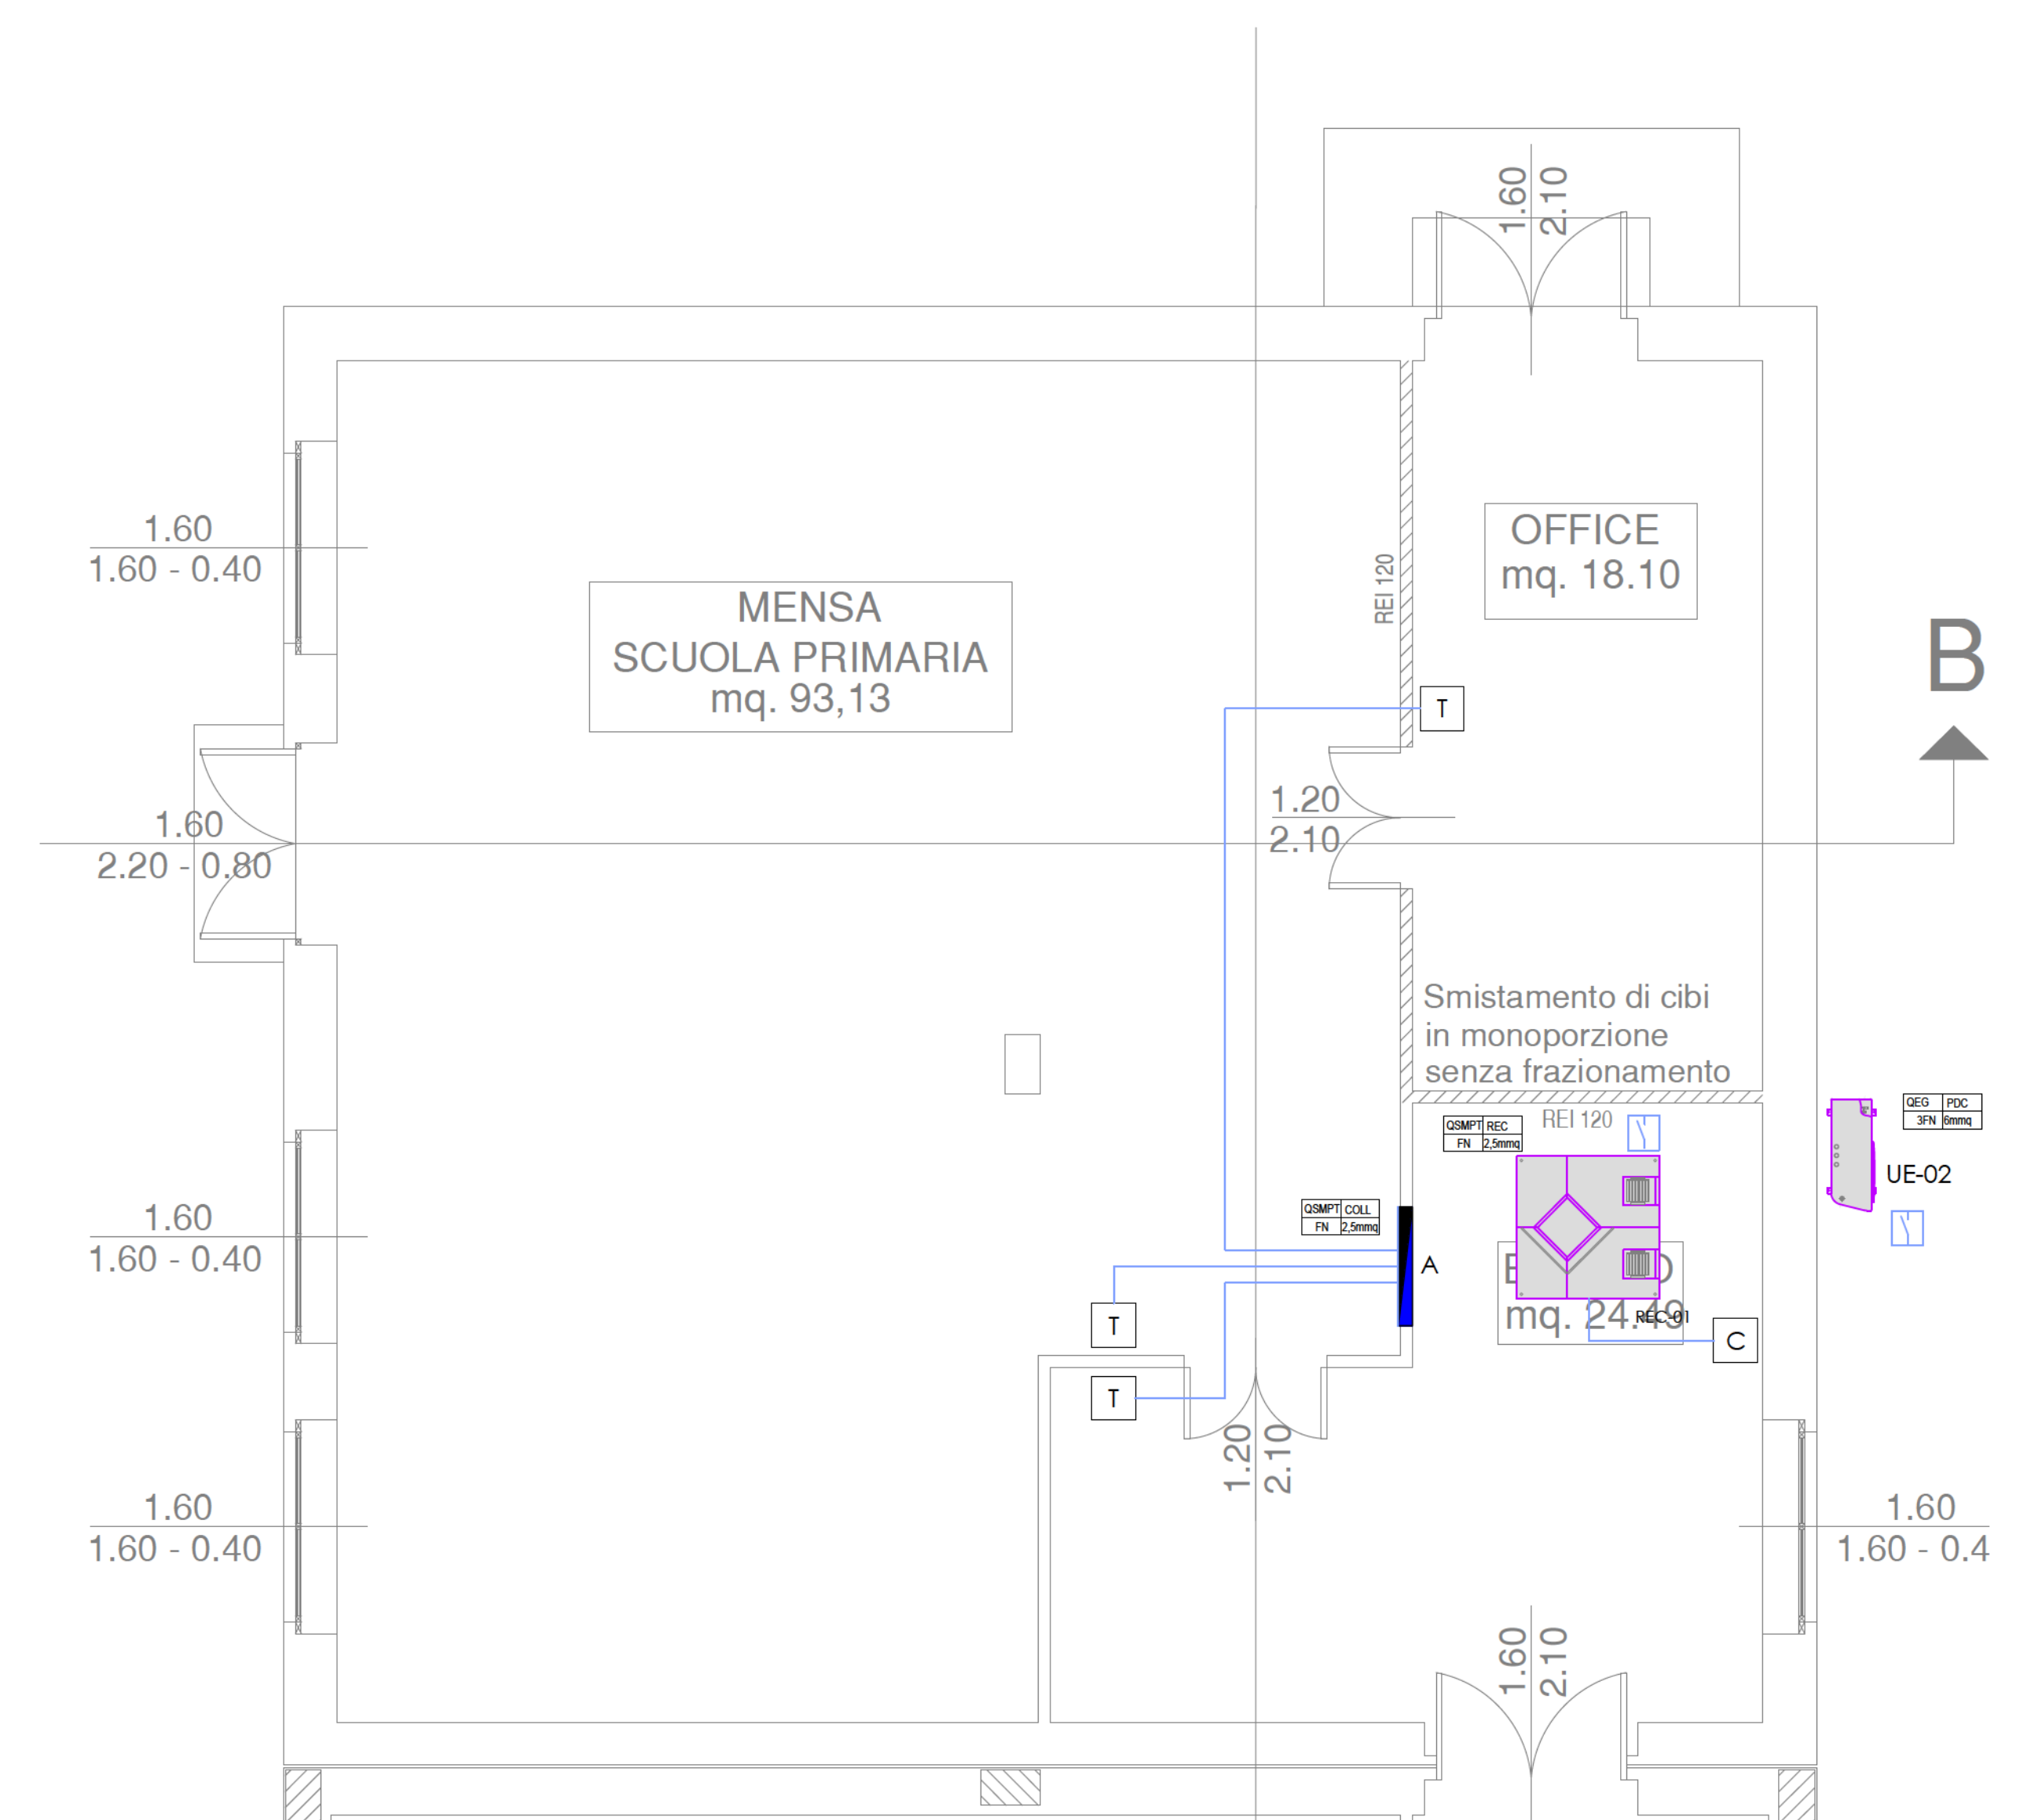 1.60
2.10
1.60
1.60 - 0.40
MENSA
SCUOLA PRIMARIA
mq. 93,13
REI 120
OFFICE
mq. 18.10
B
T
1.60
2.20 - 0.80
1.20
2.10
Smistamento di cibi
in monoporzione
senza frazionamento
REI 120
QSMPT REC
FN 2,5mmq
QEG PDC
3FN 6mmq
UE-02
QSMPT COLL
FN 2,5mmq
A
1.60
1.60 - 0.40
mq. 24.49
REC-01
C
T
T
1.20
2.10
1.60
1.60 - 0.40
1.60
1.60 - 0.4
1.60
2.10